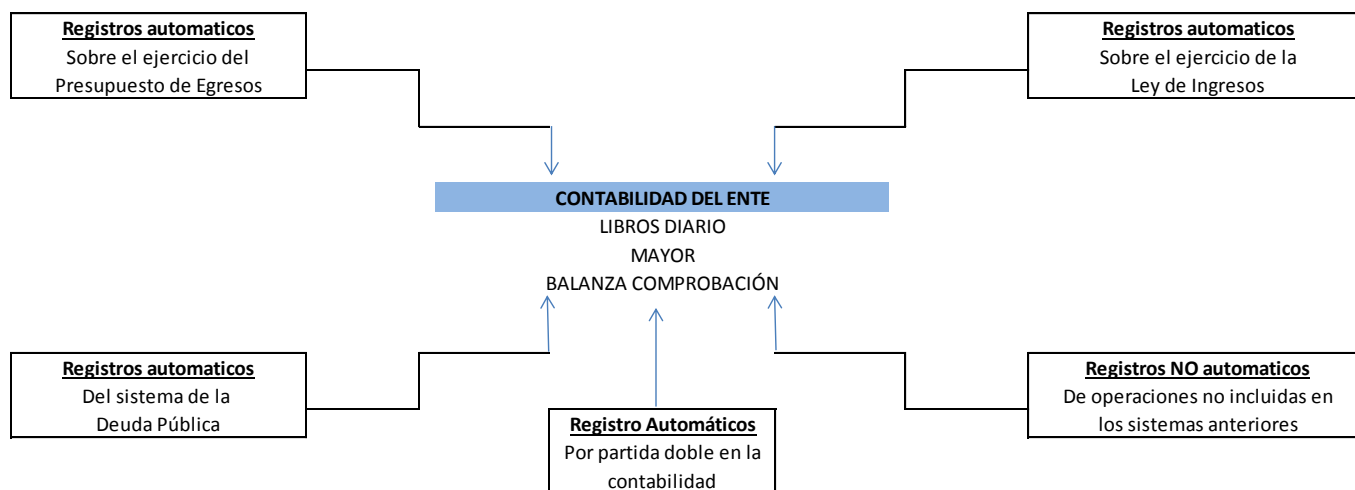 Registros automaticos
Sobre el ejercicio del
Presupuesto de Egresos
Registros automaticos
Sobre el ejercicio de la
Ley de Ingresos
CONTABILIDAD DEL ENTE
LIBROS DIARIO
MAYOR
BALANZA COMPROBACIÓN
Registros automaticos
Del sistema de la
Deuda Pública
Registro Automáticos
Por partida doble en la
contabilidad
Registros NO automaticos
De operaciones no incluidas en
los sistemas anteriores